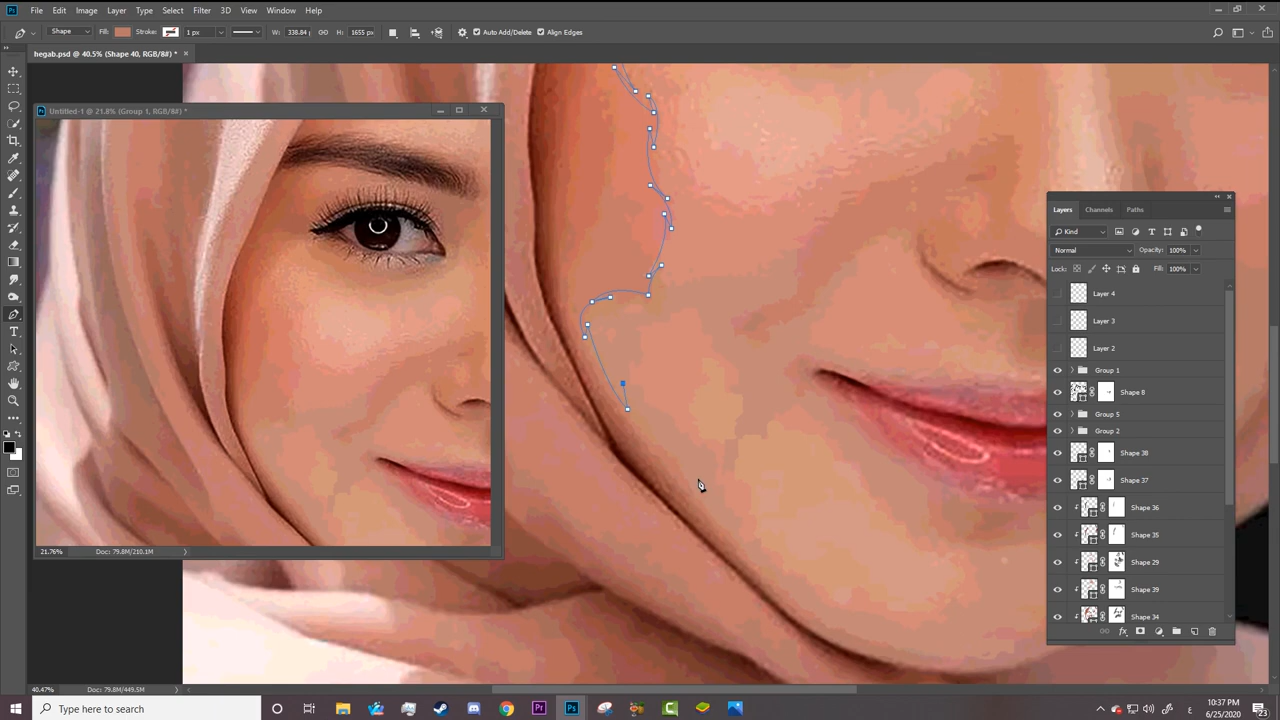 Ps File Edit Image Layer Type Select Filter 3D View Window Help
Shape Fill: Stroke: 1 px W: 338.84 H: 1655 px Auto Add/Delete Align Edges
hegab.psd @ 40.5% (Shape 40, RGB/8#) * ×
Ps Untitled-1 @ 21.8% (Group 1, RGB/8#) *
21.76% Doc: 79.8M/210.1M
Layers Channels Paths
Kind
Normal Opacity: 100%
Lock: Fill: 100%
Layer 4
Layer 3
Layer 2
Group 1
Shape 8
Group 5
Group 2
Shape 38
Shape 37
Shape 36
Shape 35
Shape 29
Shape 39
Shape 34
fx
40.47% Doc: 79.8M/449.5M
Type here to search
Pr Ps
ع
10:37 PM
6/25/2020